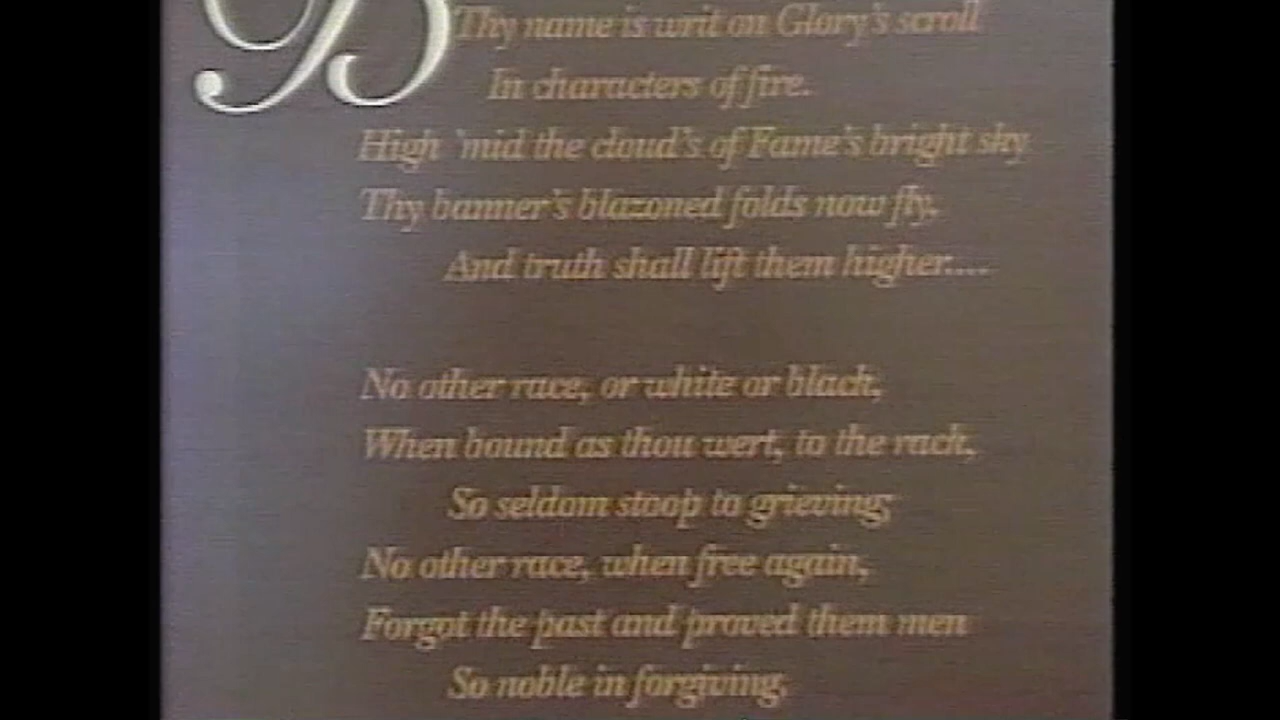 B
Thy name is writ on Glory's scroll
In characters of fire.
High 'mid the cloud's of Fame's bright sky
Thy banner's blazoned folds now fly,
And truth shall lift them higher....
No other race, or white or black,
When bound as thou wert, to the rack,
So seldom stoop to grieving;
No other race, when free again,
Forgot the past and proved them men
So noble in forgiving,